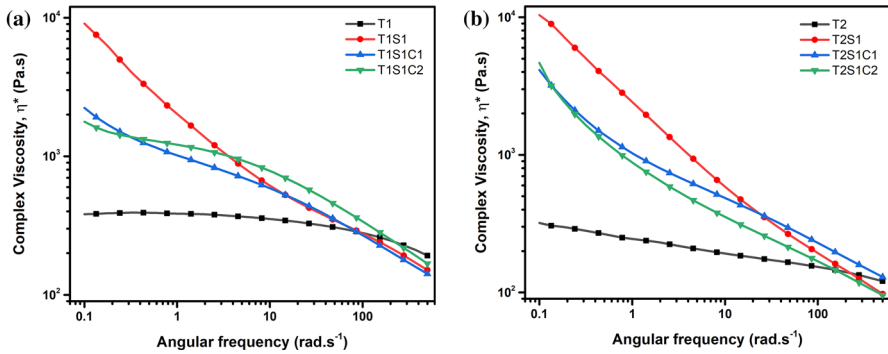 (a)
Complex Viscosity, η* (Pa.s)
10⁴
10³
10²
T1
T1S1
T1S1C1
T1S1C2
0.1
1
10
100
Angular frequency (rad.s⁻¹)
(b)
Complex Viscosity, η* (Pa.s)
10⁴
10³
10²
T2
T2S1
T2S1C1
T2S1C2
0.1
1
10
100
Angular frequency (rad.s⁻¹)